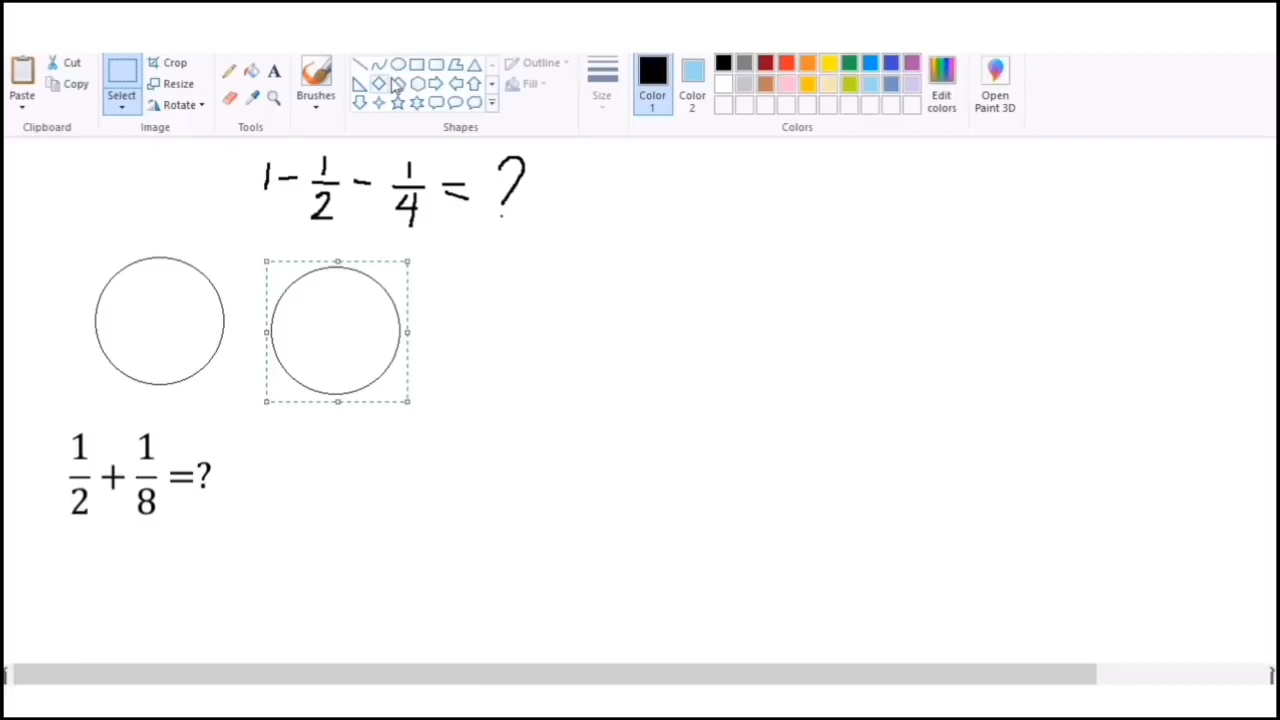 Cut
Crop
Outline
Copy
Resize
Fill
Paste
Select
Rotate
Brushes
Size
Color 1
Color 2
Edit colors
Open Paint 3D
Clipboard
Image
Tools
Shapes
Colors
1 - 1/2 - 1/4 = ?
1/2 + 1/8 =?